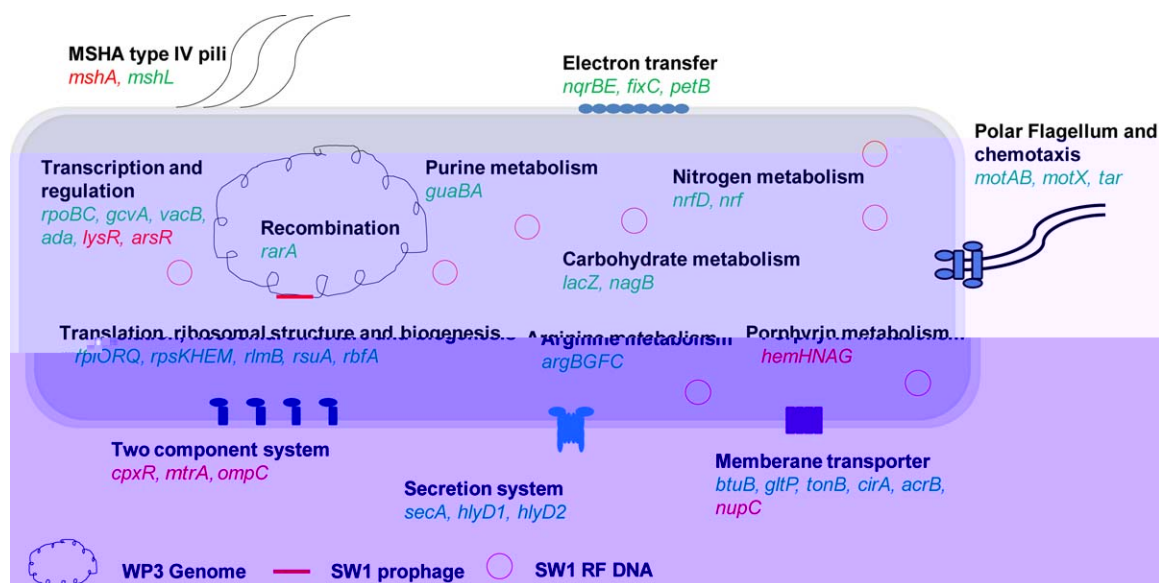 MSHA type IV pili
mshA, mshL
Electron transfer
nqrBE, fixC, petB
Polar Flagellum and
chemotaxis
motAB, motX, tar
Transcription and
regulation
rpoBC, gcvA, vacB,
ada, lysR, arsR
Purine metabolism
guaBA
Nitrogen metabolism
nrfD, nrf
Recombination
rarA
Carbohydrate metabolism
lacZ, nagB
Translation, ribosomal structure and biogenesis
rpsKHEM, rlmB, rsuA, rbfA
Arginine metabolism
argBGFC
Porphyrin metabolism
hemHNAG
Two component system
cpxR, mtrA, ompC
Secretion system
secA, hlyD1, hlyD2
Memberane transporter
btuB, gltP, tonB, cirA, acrB,
nupC
WP3 Genome
SW1 prophage
SW1 RF DNA